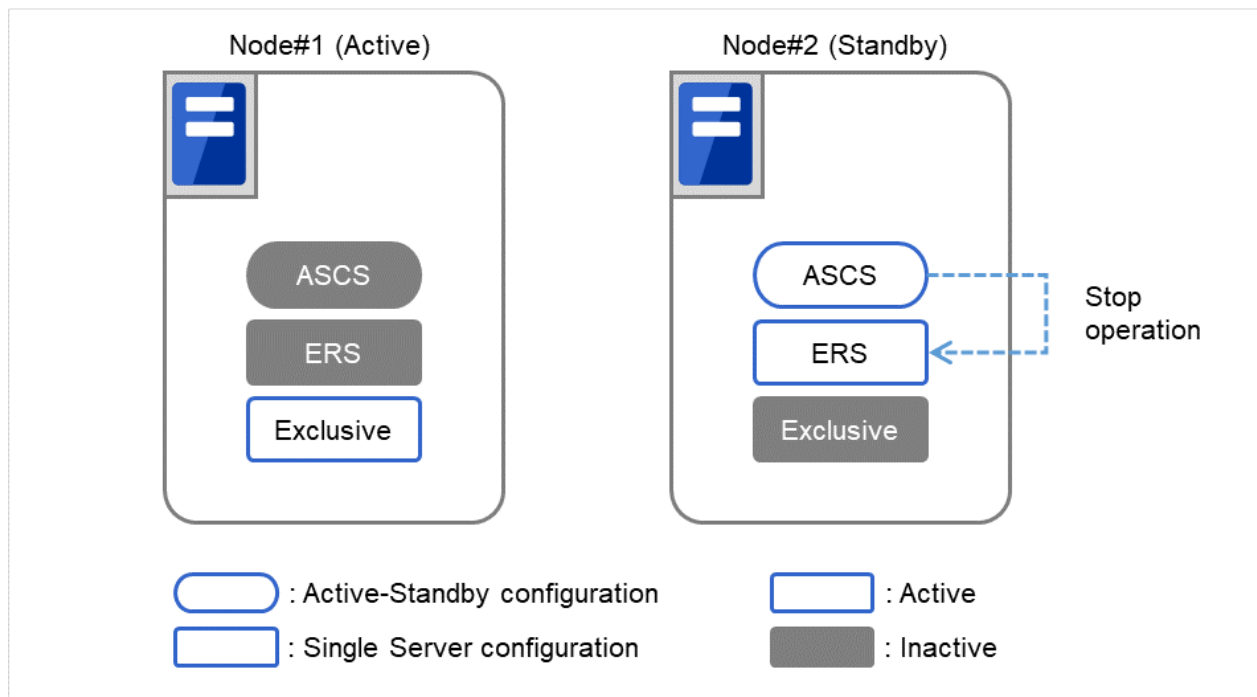 Node#1 (Active)
Node#2 (Standby)
ASCS
ERS
Exclusive
ASCS
ERS
Exclusive
Stop
operation
: Active-Standby configuration
: Active
: Single Server configuration
: Inactive